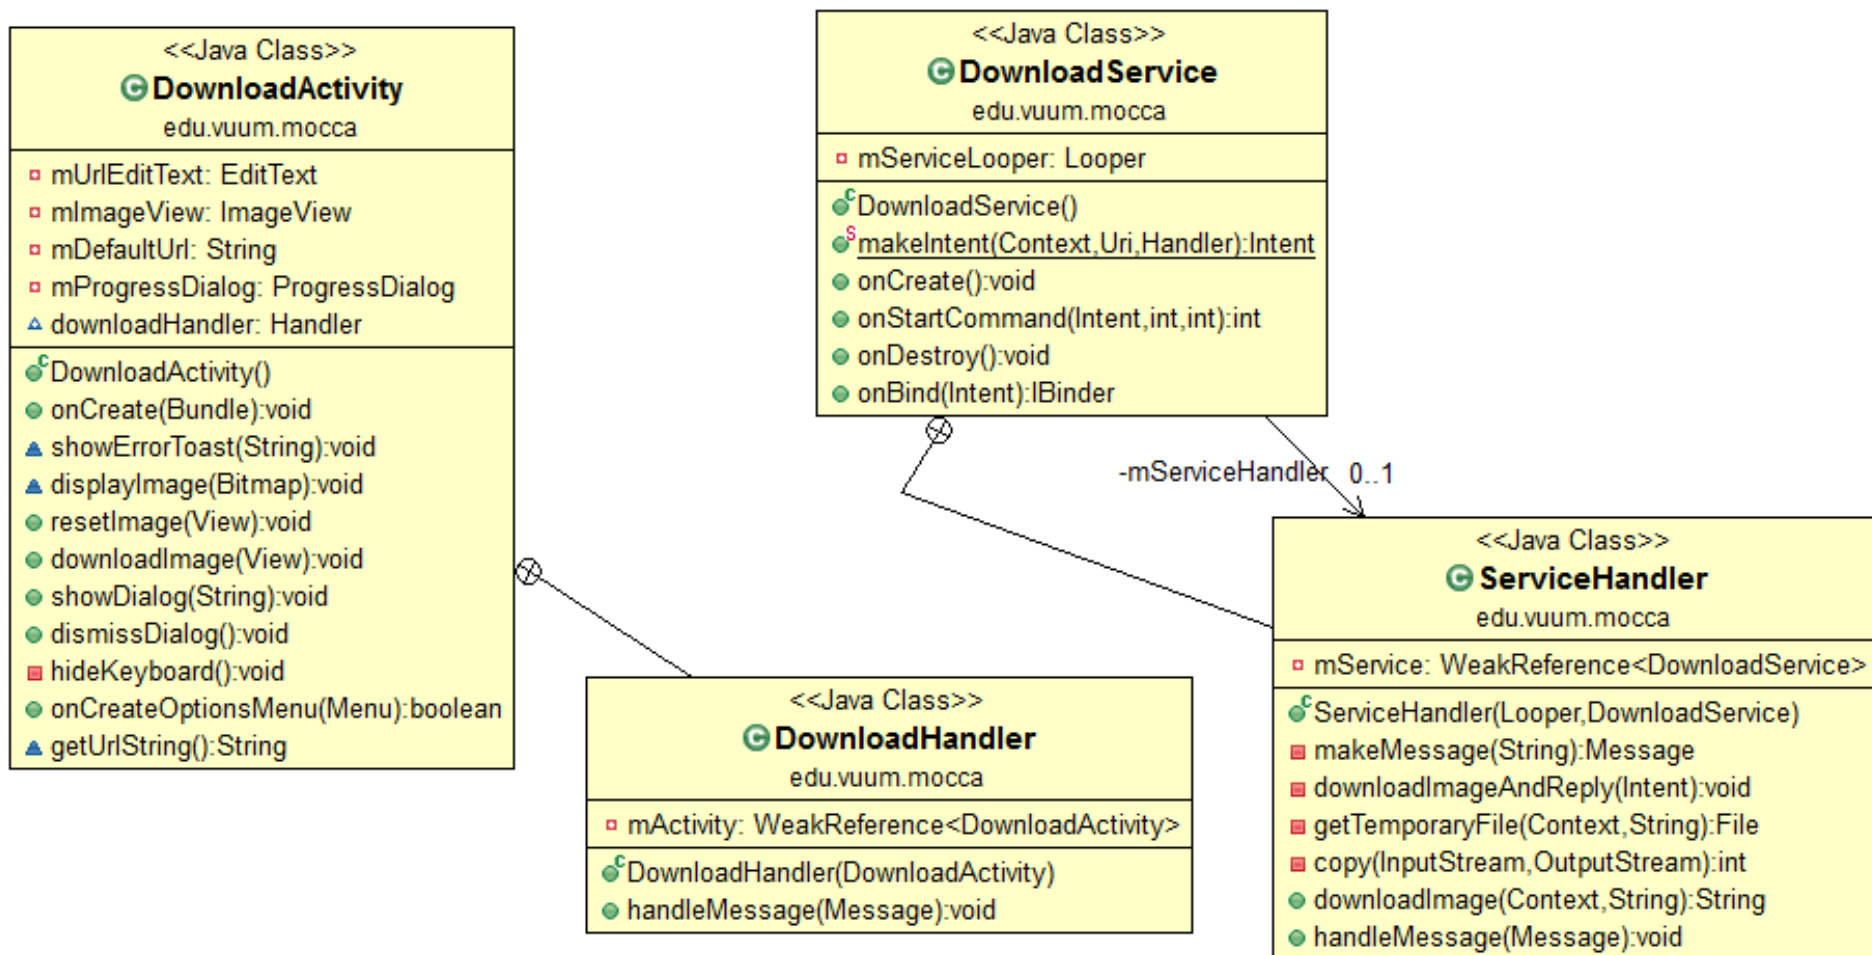 <<Java Class>>
C DownloadActivity
edu.vuum.mocca
mUrlEditText: EditText
mImageView: ImageView
mDefaultUrl: String
mProgressDialog: ProgressDialog
downloadHandler: Handler
C DownloadActivity()
onCreate(Bundle):void
showErrorToast(String):void
displayImage(Bitmap):void
resetImage(View):void
downloadImage(View):void
showDialog(String):void
dismissDialog():void
hideKeyboard():void
onCreateOptionsMenu(Menu):boolean
getUrlString():String
<<Java Class>>
C DownloadService
edu.vuum.mocca
mServiceLooper: Looper
C DownloadService()
S makeIntent(Context,Uri,Handler):Intent
onCreate():void
onStartCommand(Intent,int,int):int
onDestroy():void
onBind(Intent):IBinder
-mServiceHandler 0..1
<<Java Class>>
C DownloadHandler
edu.vuum.mocca
mActivity: WeakReference<DownloadActivity>
C DownloadHandler(DownloadActivity)
handleMessage(Message):void
<<Java Class>>
C ServiceHandler
edu.vuum.mocca
mService: WeakReference<DownloadService>
C ServiceHandler(Looper,DownloadService)
makeMessage(String):Message
downloadImageAndReply(Intent):void
getTemporaryFile(Context,String):File
copy(InputStream,OutputStream):int
downloadImage(Context,String):String
handleMessage(Message):void